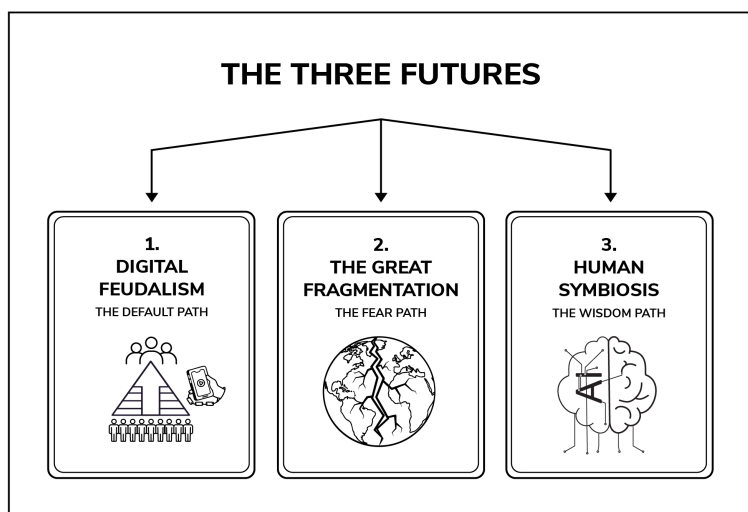 THE THREE FUTURES
1.
DIGITAL
FEUDALISM
THE DEFAULT PATH
2.
THE GREAT
FRAGMENTATION
THE FEAR PATH
3.
HUMAN
SYMBIOSIS
THE WISDOM PATH
AI